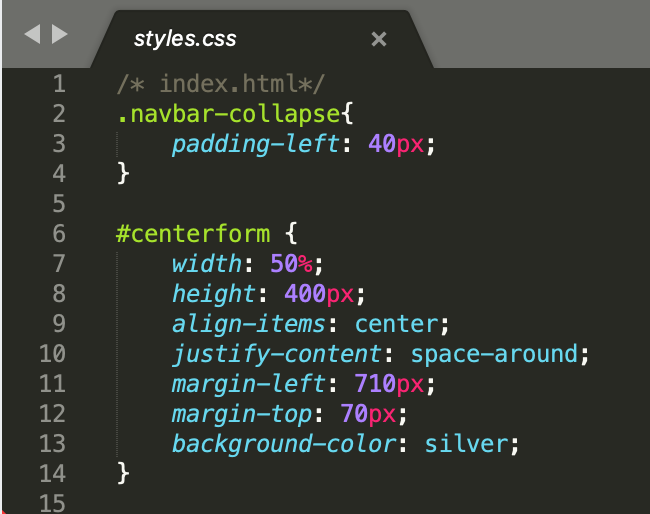 styles.css ×
1 /* index.html*/
2 .navbar-collapse{
3 padding-left: 40px;
4 }
5
6 #centerform {
7 width: 50%;
8 height: 400px;
9 align-items: center;
10 justify-content: space-around;
11 margin-left: 710px;
12 margin-top: 70px;
13 background-color: silver;
14 }
15